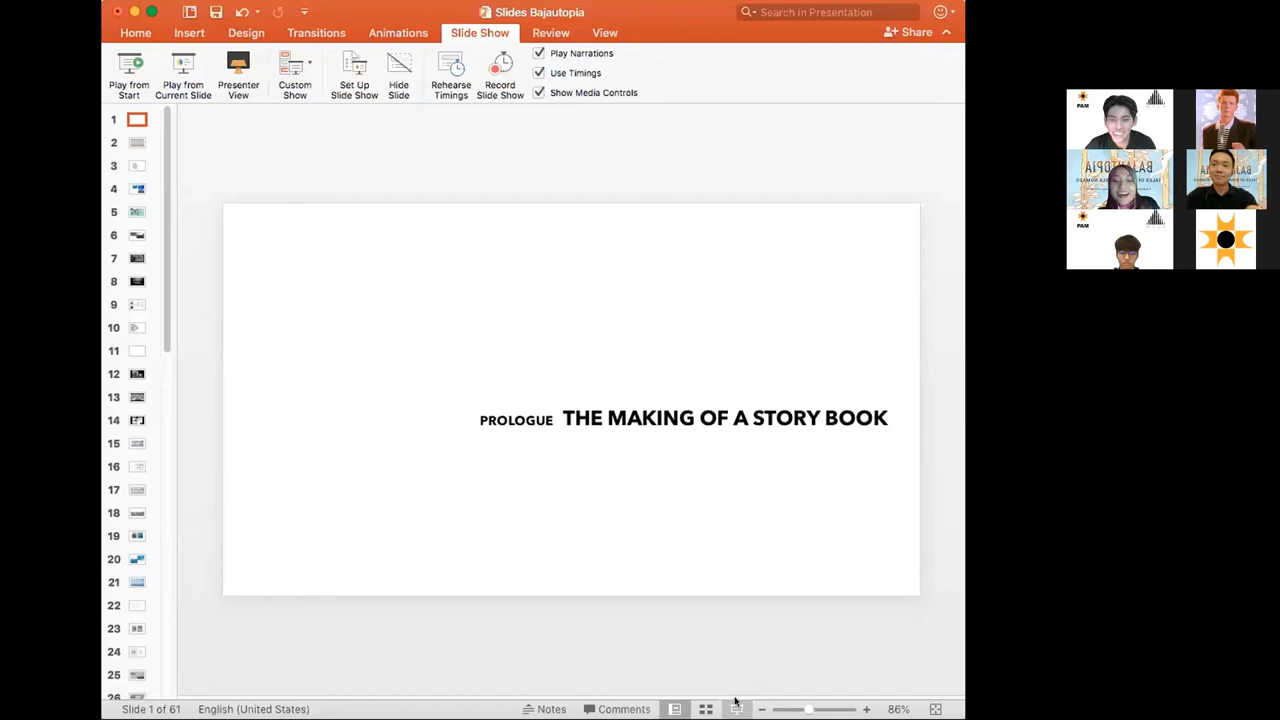 Slides Bajautopia
Search in Presentation
Home Insert Design Transitions Animations Slide Show Review View
Share
Play from Start
Play from Current Slide
Presenter View
Custom Show
Set Up Slide Show
Hide Slide
Rehearse Timings
Record Slide Show
Play Narrations
Use Timings
Show Media Controls
1
2
3
4
5
6
7
8
9
10
11
12
13
14
15
16
17
18
19
20
21
22
23
24
25
26
PROLOGUE THE MAKING OF A STORY BOOK
PAM
BAJAUTOPIA
PAM
Slide 1 of 61 English (United States) Notes Comments 86%